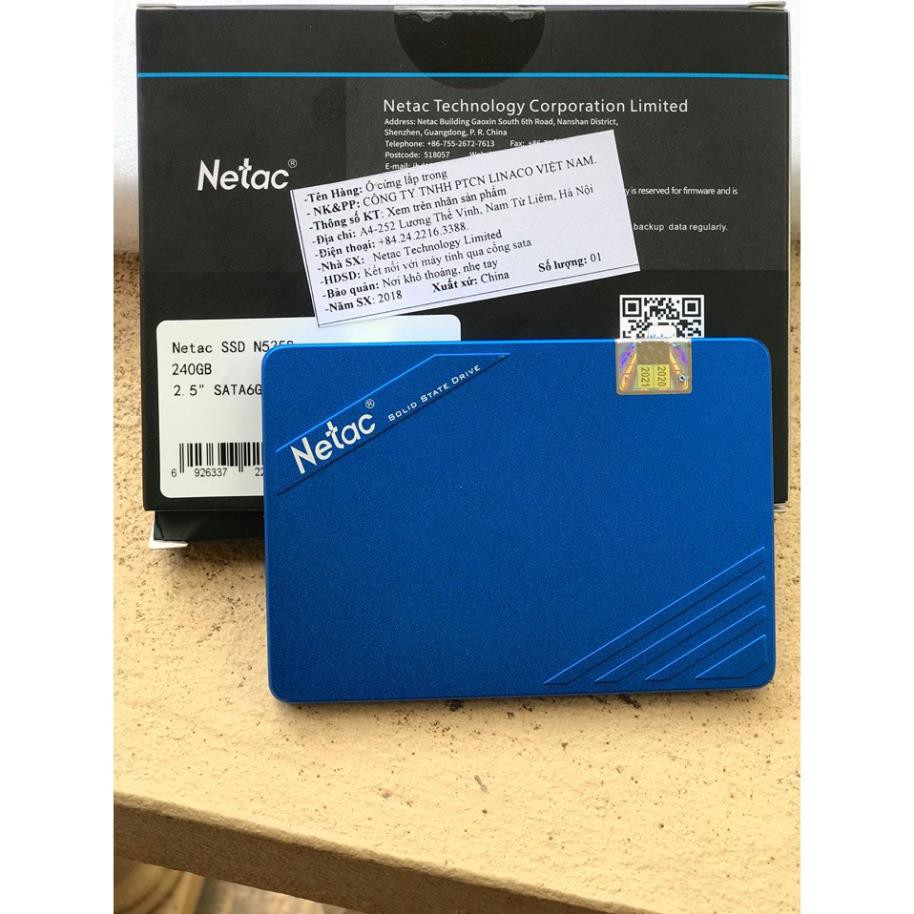 Netac Technology Corporation Limited
Address: Netac Building Gaoxin South 6th Road, Nanshan District,
Shenzhen, Guangdong, P. R. China
Telephone: +86-755-2672-7613 Fax:
Postcode: 518057
E-mail:
Netac®
y is reserved for firmware and is
backup data regularly.
-Tên Hàng: Ổ cứng lắp trong
- NK&PP: CÔNG TY TNHH PTCN LINACO VIỆT NAM.
-Thông số KT: Xem trên nhãn sản phẩm
-Địa chỉ: A4-252 Lương Thế Vinh, Nam Từ Liêm, Hà Nội
-Điện thoại: +84.24.2216.3388.
-Nhà SX: Netac Technology Limited
-HDSD: Kết nối với máy tính qua cổng sata
-Bảo quản: Nơi khô thoáng, nhẹ tay
-Năm SX: 2018 Xuất xứ: China Số lượng: 01
Netac SSD
240GB
2.5" SATA6G
6 926337 22
Netac® SOLID STATE DRIVE
2020
2021